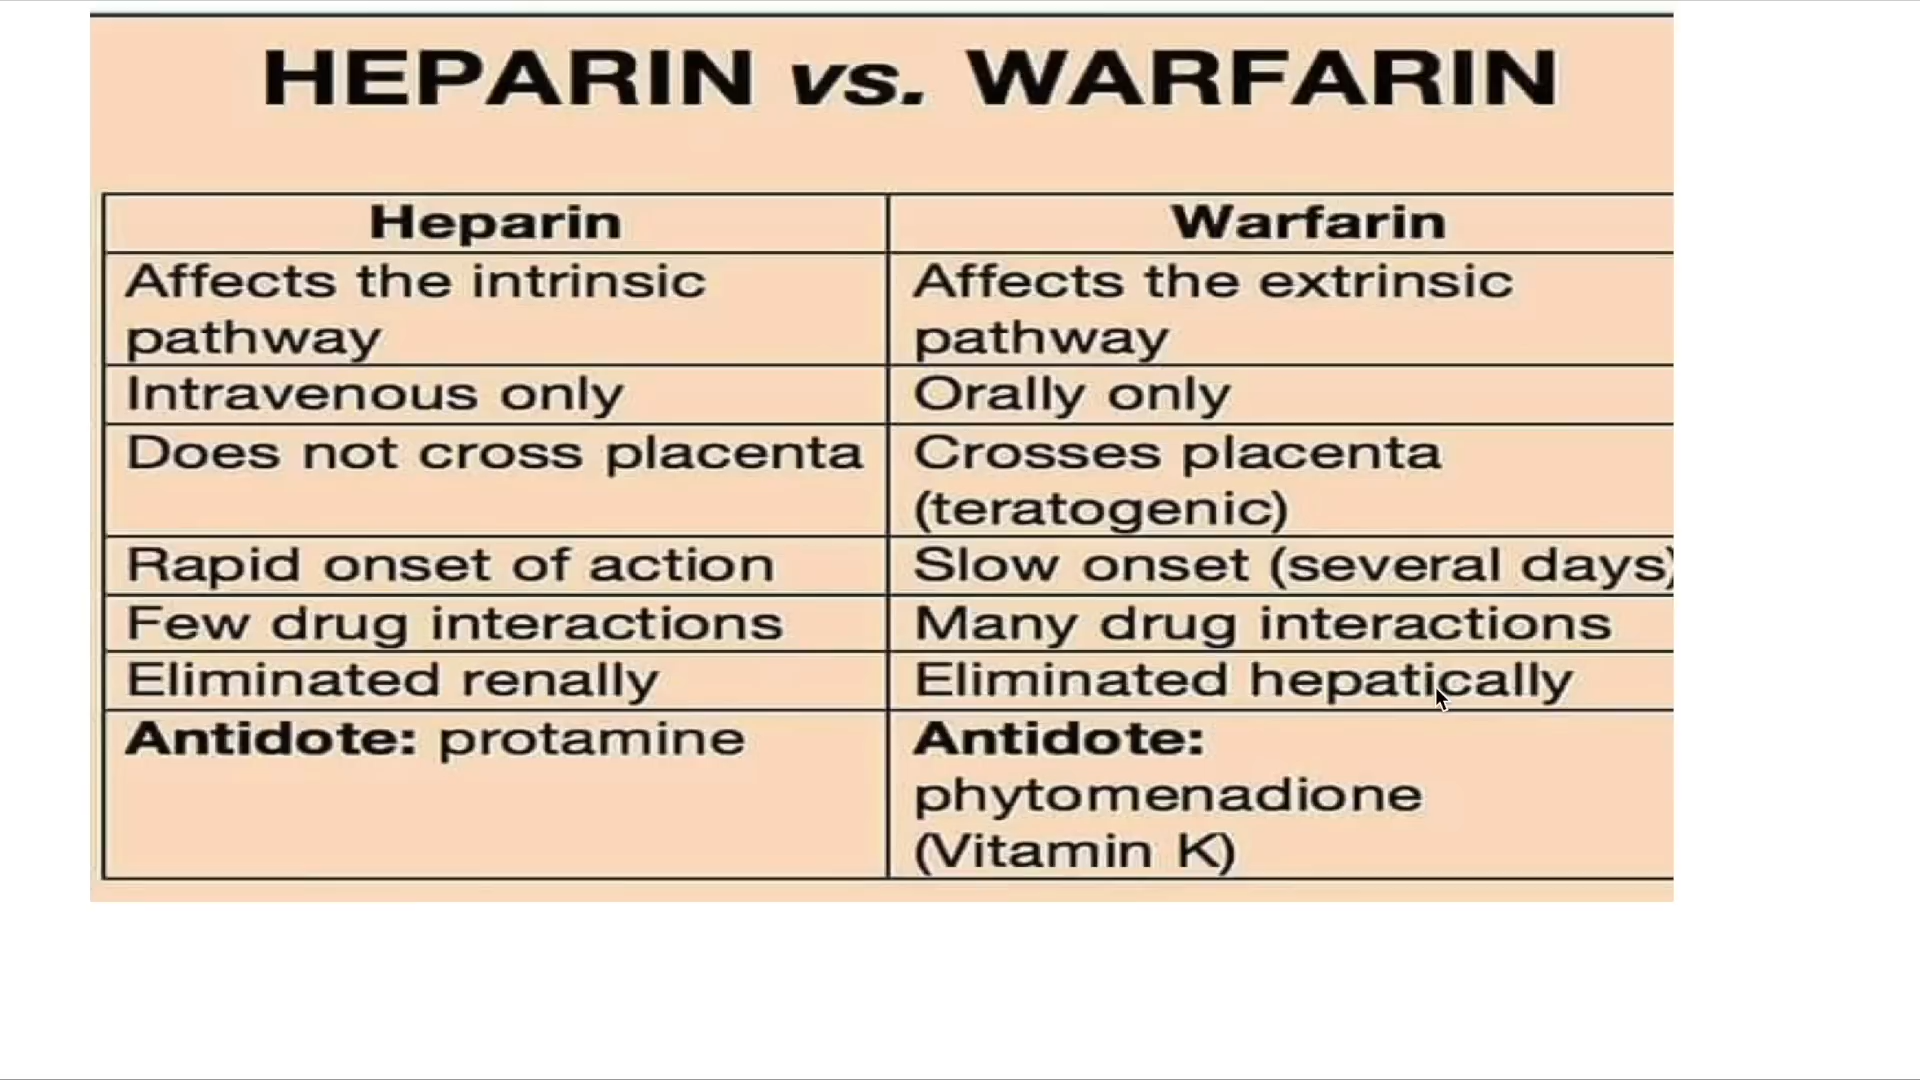 HEPARIN vs. WARFARIN
Heparin
Warfarin
Affects the intrinsic
pathway
Affects the extrinsic
pathway
Intravenous only
Orally only
Does not cross placenta
Crosses placenta
(teratogenic)
Rapid onset of action
Slow onset (several days)
Few drug interactions
Many drug interactions
Eliminated renally
Eliminated hepatically
Antidote: protamine
Antidote:
phytomenadione
(Vitamin K)